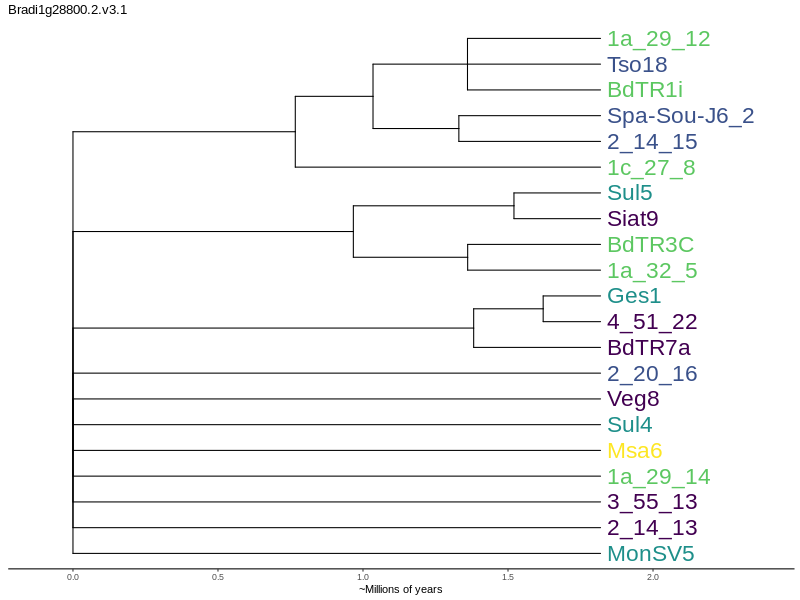 Bradi1g28800.2.v3.1
1a_29_12
Tso18
BdTR1i
Spa-Sou-J6_2
2_14_15
1c_27_8
Sul5
Siat9
BdTR3C
1a_32_5
Ges1
4_51_22
BdTR7a
2_20_16
Veg8
Sul4
Msa6
1a_29_14
3_55_13
2_14_13
MonSV5
0.0 0.5 1.0 1.5 2.0
~Millions of years